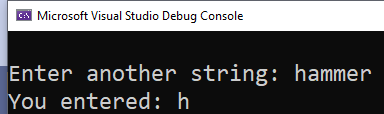 C:\
Microsoft Visual Studio Debug Console
Enter another string: hammer
You entered: h